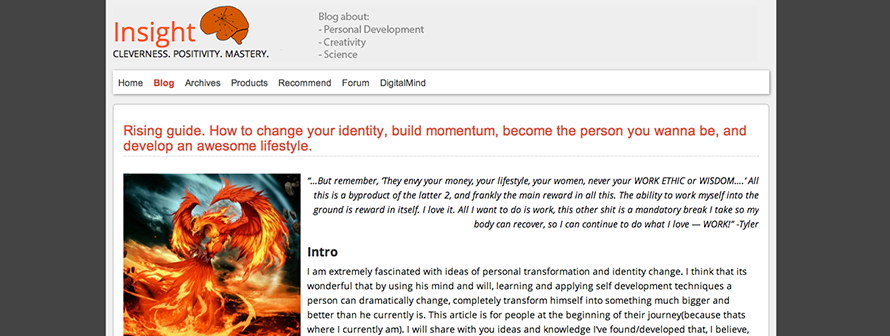 Insight
CLEVERNESS. POSITIVITY. MASTERY.
Blog about:
- Personal Development
- Creativity
- Science
Home Blog Archives Products Recommend Forum DigitalMind
Rising guide. How to change your identity, build momentum, become the person you wanna be, and
develop an awesome lifestyle.
"...But remember, 'They envy your money, your lifestyle, your women, never your WORK ETHIC or WISDOM....' All
this is a byproduct of the latter 2, and frankly the main reward in all this. The ability to work myself into the
ground is reward in itself. I love it. All I want to do is work, this other shit is a mandatory break I take so my
body can recover, so I can continue to do what I love — WORK!" -Tyler
Intro
I am extremely fascinated with ideas of personal transformation and identity change. I think that its
wonderful that by using his mind and will, learning and applying self development techniques a
person can dramatically change, completely transform himself into something much bigger and
better than he currently is. This article is for people at the beginning of their journey(because thats
where I currently am). I will share with you ideas and knowledge I've found/developed that, I believe,